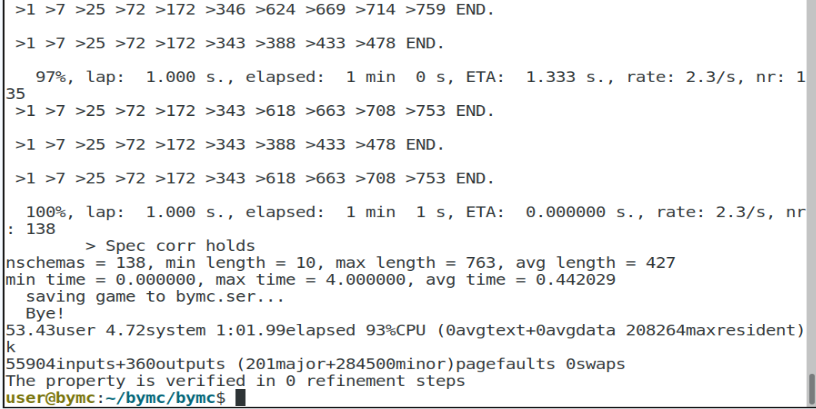 >1 >7 >25 >72 >172 >346 >624 >669 >714 >759 END.
>1 >7 >25 >72 >172 >343 >388 >433 >478 END.
97%, lap:  1.000 s., elapsed:  1 min  0 s, ETA:  1.333 s., rate: 2.3/s, nr: 1
35
>1 >7 >25 >72 >172 >343 >618 >663 >708 >753 END.
>1 >7 >25 >72 >172 >343 >388 >433 >478 END.
>1 >7 >25 >72 >172 >343 >618 >663 >708 >753 END.
100%, lap:  1.000 s., elapsed:  1 min  1 s, ETA:  0.000000 s., rate: 2.3/s, nr
: 138
> Spec corr holds
nschemas = 138, min length = 10, max length = 763, avg length = 427
min time = 0.000000, max time = 4.000000, avg time = 0.442029
saving game to bymc.ser...
Bye!
53.43user 4.72system 1:01.99elapsed 93%CPU (0avgtext+0avgdata 208264maxresident)
k
55904inputs+360outputs (201major+284500minor)pagefaults 0swaps
The property is verified in 0 refinement steps
user@bymc:~/bymc/bymc$